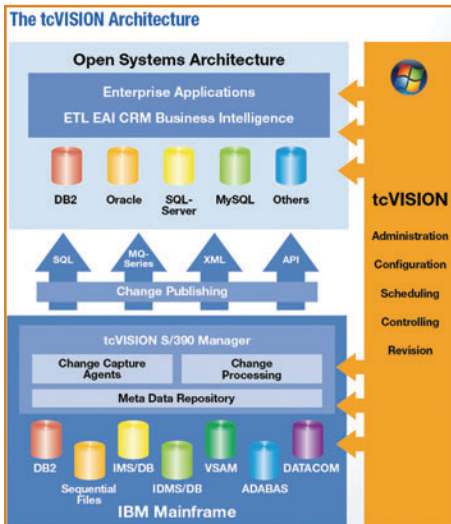 The tcVISION Architecture
Open Systems Architecture
Enterprise Applications
ETL EAI CRM Business Intelligence
DB2
Oracle
SQL-
Server
MySQL
Others
SQL
MQ-
Series
XML
API
Change Publishing
tcVISION S/390 Manager
Change Capture
Agents
Change
Processing
Meta Data Repository
DB2
IMS/DB
VSAM
DATACOM
Sequential
Files
IDMS/DB
ADABAS
IBM Mainframe
tcVISION
Administration
Configuration
Scheduling
Controlling
Revision